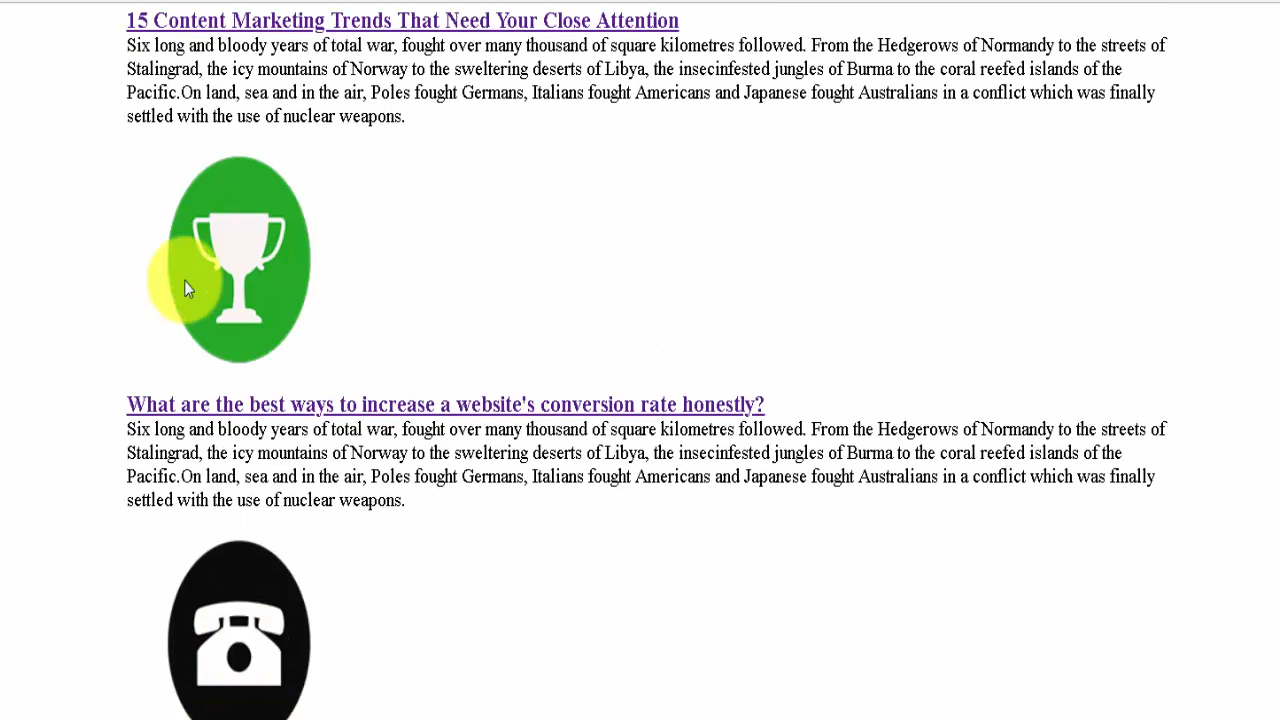 15 Content Marketing Trends That Need Your Close Attention
Six long and bloody years of total war, fought over many thousand of square kilometres followed. From the Hedgerows of Normandy to the streets of
Stalingrad, the icy mountains of Norway to the sweltering deserts of Libya, the insecinfested jungles of Burma to the coral reefed islands of the
Pacific.On land, sea and in the air, Poles fought Germans, Italians fought Americans and Japanese fought Australians in a conflict which was finally
settled with the use of nuclear weapons.
What are the best ways to increase a website's conversion rate honestly?
Six long and bloody years of total war, fought over many thousand of square kilometres followed. From the Hedgerows of Normandy to the streets of
Stalingrad, the icy mountains of Norway to the sweltering deserts of Libya, the insecinfested jungles of Burma to the coral reefed islands of the
Pacific.On land, sea and in the air, Poles fought Germans, Italians fought Americans and Japanese fought Australians in a conflict which was finally
settled with the use of nuclear weapons.